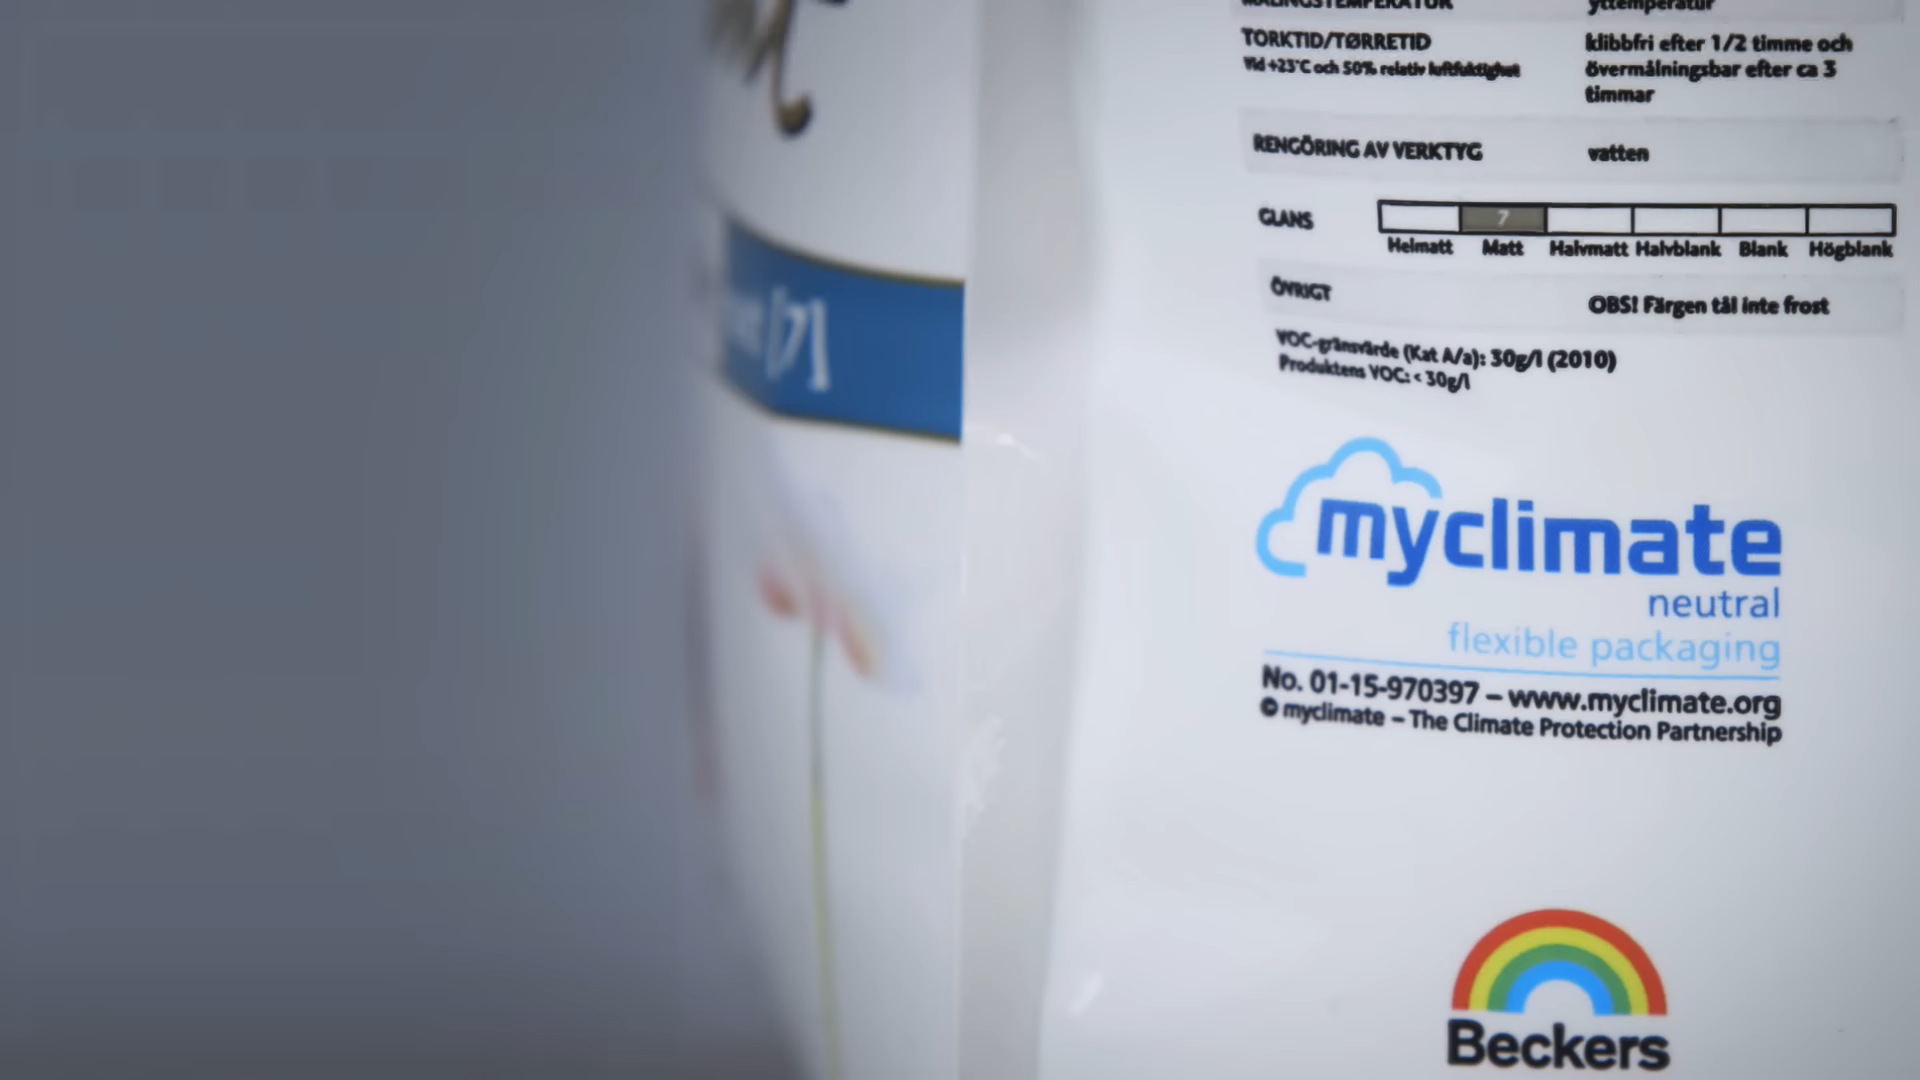 yttemperatur
TORKTID/TØRRETID
Vid +23°C och 50% relativ luftfuktighet
klibbfri efter 1/2 timme och
övermålningsbar efter ca 3
timmar
RENGÖRING AV VERKTYG vatten
GLANS 7
Helmatt Matt Halvmatt Halvblank Blank Högblank
ÖVRIGT OBS! Färgen tål inte frost
VOC-gränsvärde (Kat A/a): 30g/l (2010)
Produktens VOC: < 30g/l
[7]
myclimate
neutral
flexible packaging
No. 01-15-970397 – www.myclimate.org
© myclimate – The Climate Protection Partnership
Beckers